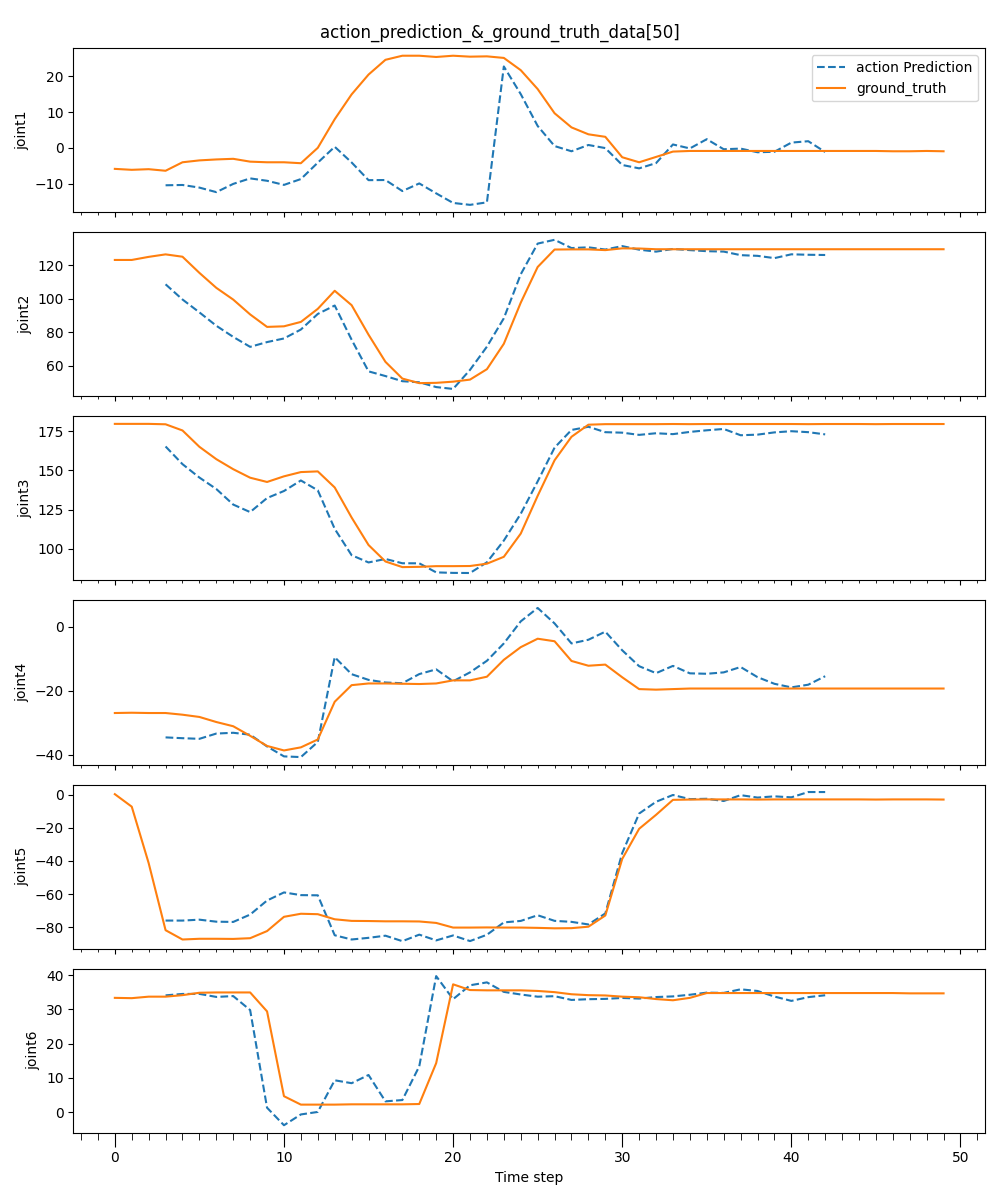 action_prediction_&_ground_truth_data[50]
action Prediction
ground_truth
20
10
0
−10
joint1
120
100
80
60
joint2
175
150
125
100
joint3
0
−20
−40
joint4
0
−20
−40
−60
−80
joint5
40
30
20
10
0
joint6
0 10 20 30 40 50
Time step